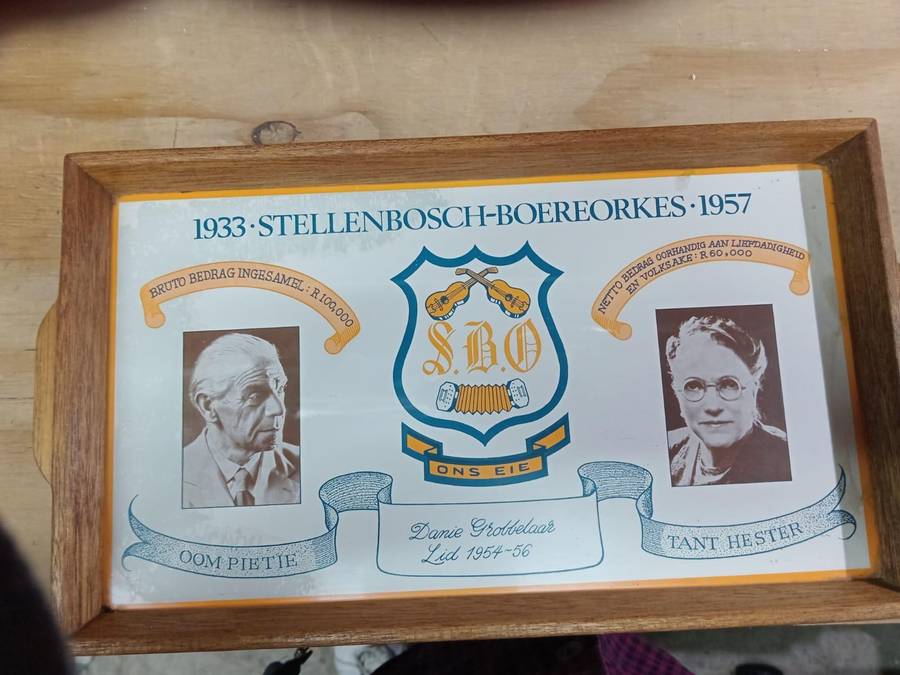 1933·STELLENBOSCH-BOEREORKES·1957
BRUTO BEDRAG INGESAMEL: R100,000
NETTO BEDRAG OORHANDIG AAN LIEFDADIGHEID
EN VOLKSAKE: R60,000
S.B.O
ONS EIE
Danie Grobbelaar
Lid 1954-56
OOM PIETIE
TANT HESTER